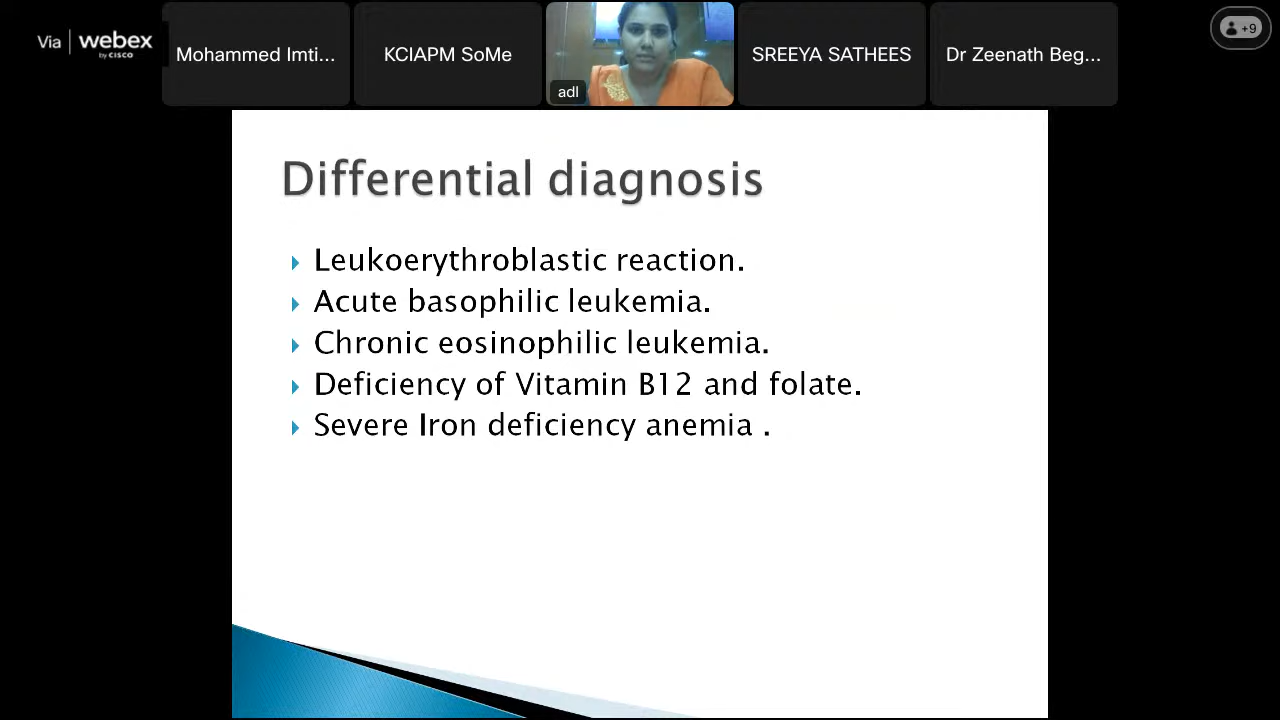 Via webex
by CISCO
Mohammed Imti...
KCIAPM SoMe
adl
SREEYA SATHEES
Dr Zeenath Beg...
+9
Differential diagnosis
Leukoerythroblastic reaction.
Acute basophilic leukemia.
Chronic eosinophilic leukemia.
Deficiency of Vitamin B12 and folate.
Severe Iron deficiency anemia .